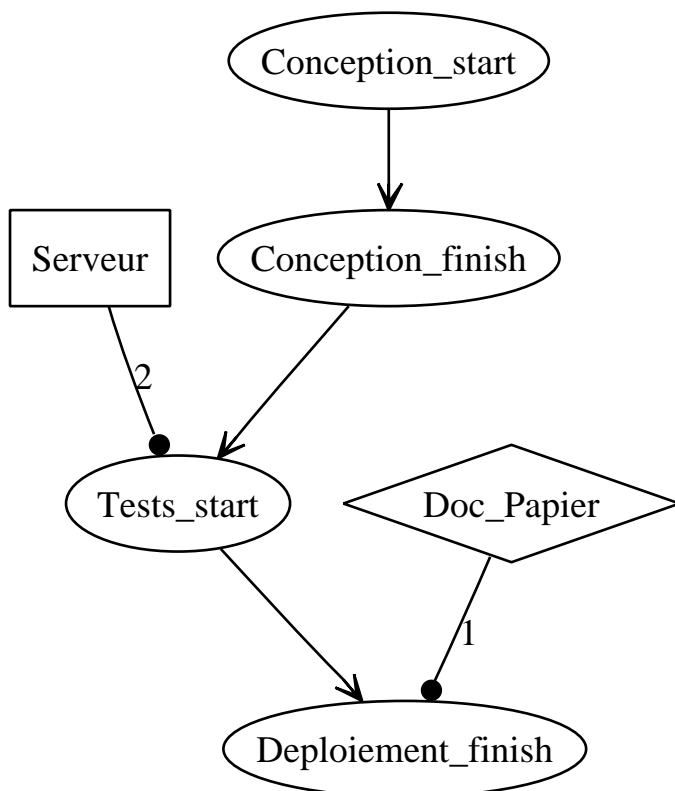 Conception_start
Serveur
Conception_finish
2
Tests_start
Doc_Papier
1
Deploiement_finish